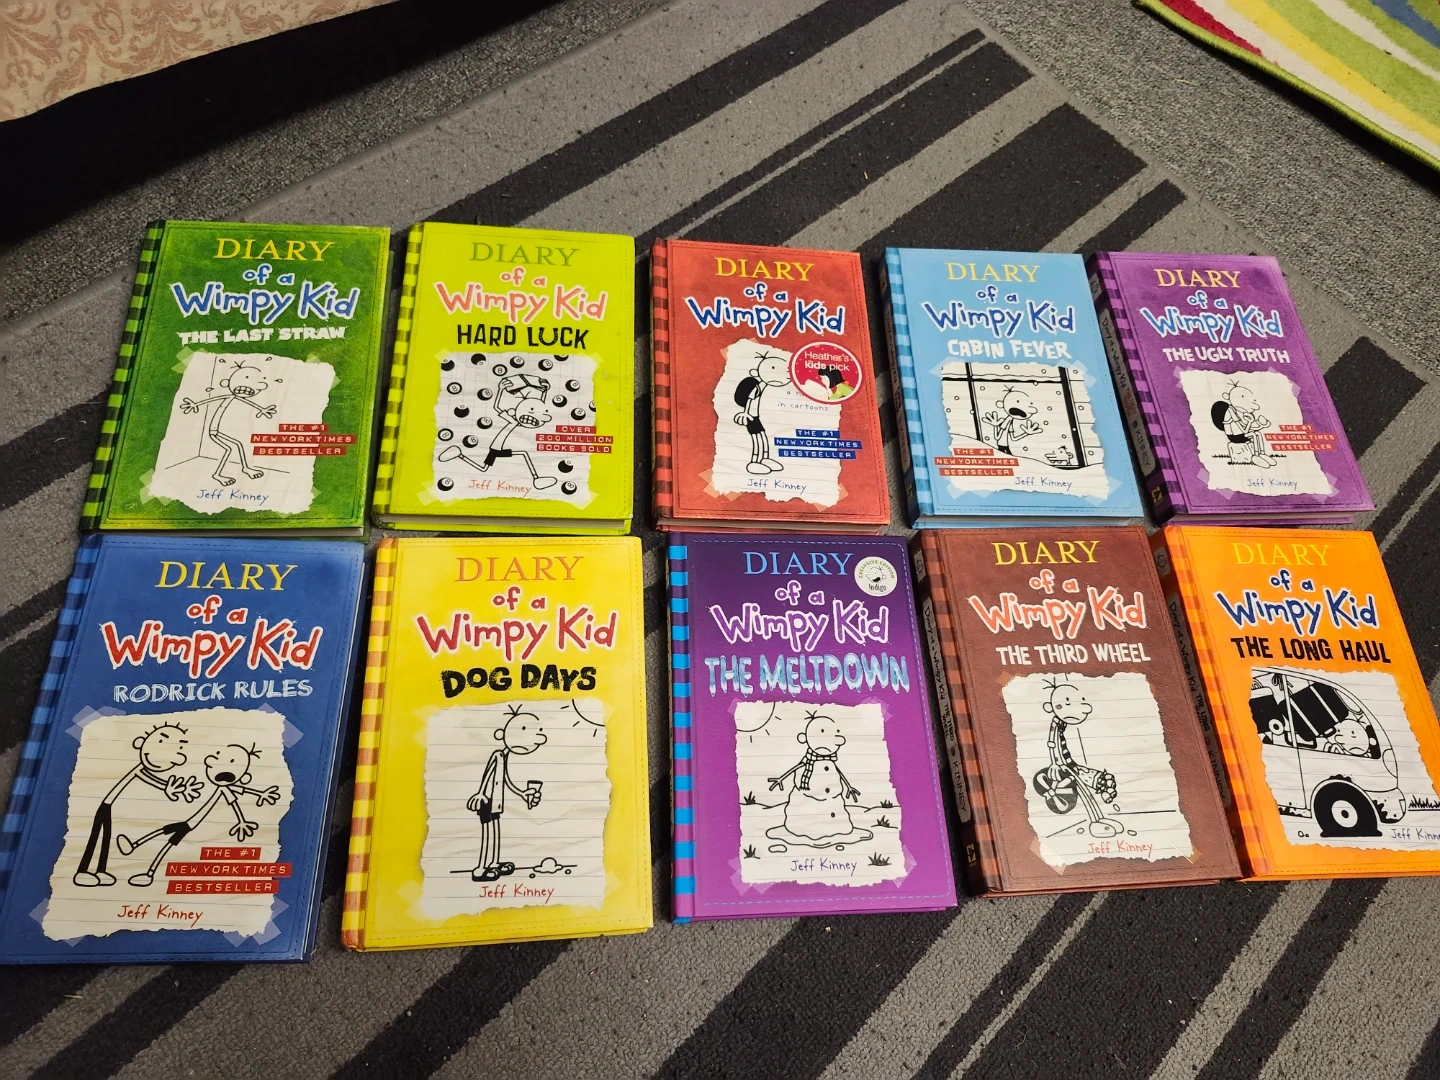 DIARY
of a
Wimpy Kid
THE LAST STRAW
THE #1
NEW YORK TIMES
BESTSELLER
Jeff Kinney
DIARY
of a
Wimpy Kid
HARD LUCK
OVER
200 MILLION
BOOKS SOLD
Jeff Kinney
DIARY
of a
Wimpy Kid
Heather's
kids pick
in cartoons
THE #1
NEW YORK TIMES
BESTSELLER
Jeff Kinney
DIARY
of a
Wimpy Kid
CABIN FEVER
THE #1
NEW YORK TIMES
BESTSELLER
Jeff Kinney
DIARY
of a
Wimpy Kid
THE UGLY TRUTH
THE #1
NEW YORK TIMES
BESTSELLER
Jeff Kinney
DIARY
of a
Wimpy Kid
RODRICK RULES
THE #1
NEW YORK TIMES
BESTSELLER
Jeff Kinney
DIARY
of a
Wimpy Kid
DOG DAYS
Jeff Kinney
DIARY
EXCLUSIVE EDITION
indigo
of a
Wimpy Kid
THE MELTDOWN
Jeff Kinney
DIARY
of a
Wimpy Kid
THE THIRD WHEEL
Jeff Kinney
DIARY
of a
Wimpy Kid
THE LONG HAUL
Jeff Kinne